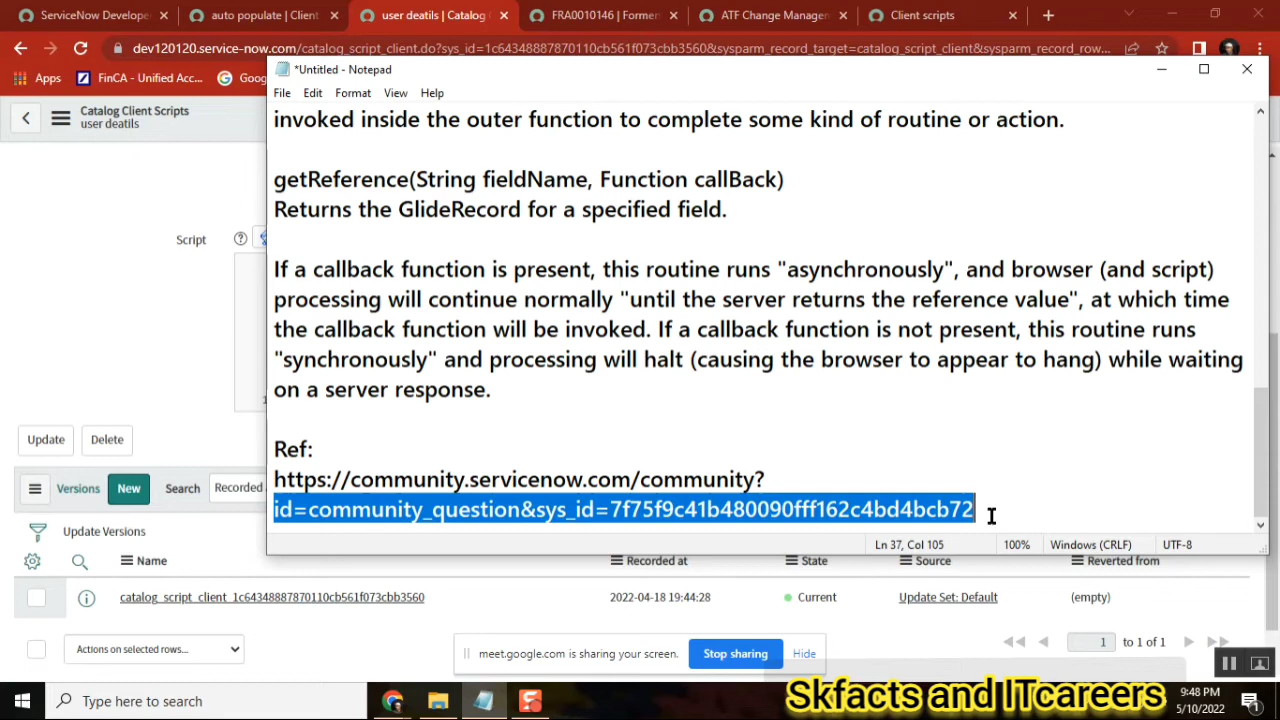 ServiceNow Develope
auto populate | Client
user deatils | Catalog
FRA0010146 | Formen
ATF Change Manager
Client scripts
dev120120.service-now.com/catalog_script_client.do?sys_id=1c64348887870110cb561f073cbb3560&sysparm_record_target=catalog_script_client&sysparm_record_row...
Apps
FinCA - Unified Acc...
Goog
*Untitled - Notepad
File Edit Format View Help
Catalog Client Scripts
user deatils
invoked inside the outer function to complete some kind of routine or action.
getReference(String fieldName, Function callBack)
Returns the GlideRecord for a specified field.
Script
If a callback function is present, this routine runs "asynchronously", and browser (and script)
processing will continue normally "until the server returns the reference value", at which time
the callback function will be invoked. If a callback function is not present, this routine runs
"synchronously" and processing will halt (causing the browser to appear to hang) while waiting
on a server response.
Ref:
https://community.servicenow.com/community?
id=community_question&sys_id=7f75f9c41b480090fff162c4bd4bcb72
Ln 37, Col 105
100%
Windows (CRLF)
UTF-8
Update
Delete
Versions
New
Search
Recorded
Update Versions
Name
Recorded at
State
Source
Reverted from
catalog_script_client_1c64348887870110cb561f073cbb3560
2022-04-18 19:44:28
Current
Update Set: Default
(empty)
Actions on selected rows...
1
to 1 of 1
meet.google.com is sharing your screen.
Stop sharing
Hide
Skfacts and ITcareers
Type here to search
9:48 PM
5/10/2022
1